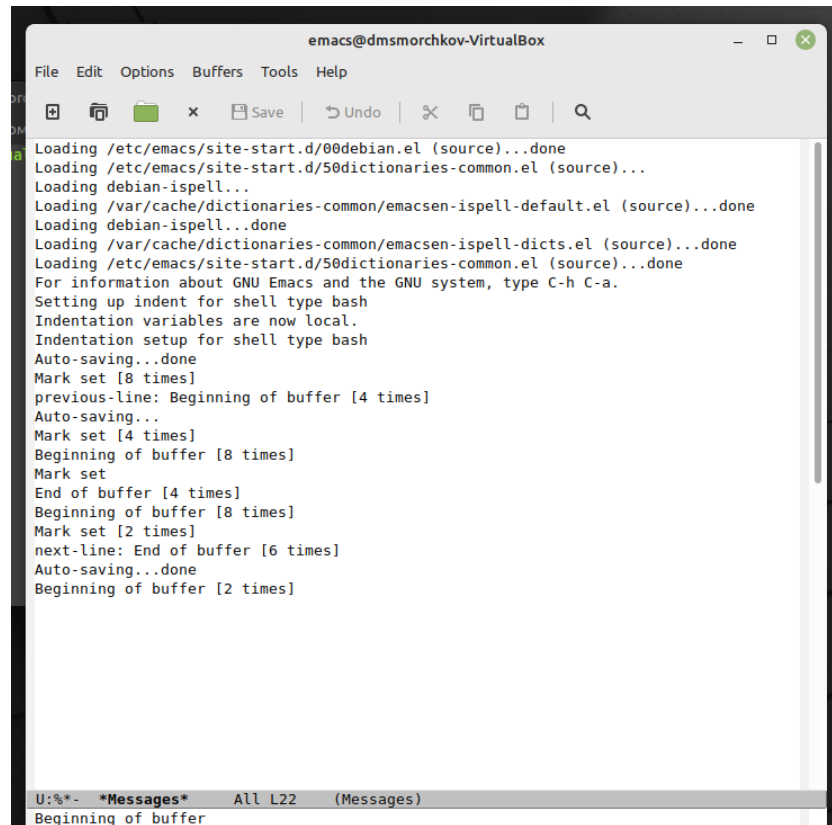 emacs@dmsmorchkov-VirtualBox
File Edit Options Buffers Tools Help
Save Undo
Loading /etc/emacs/site-start.d/00debian.el (source)...done
Loading /etc/emacs/site-start.d/50dictionaries-common.el (source)...
Loading debian-ispell...
Loading /var/cache/dictionaries-common/emacsen-ispell-default.el (source)...done
Loading debian-ispell...done
Loading /var/cache/dictionaries-common/emacsen-ispell-dicts.el (source)...done
Loading /etc/emacs/site-start.d/50dictionaries-common.el (source)...done
For information about GNU Emacs and the GNU system, type C-h C-a.
Setting up indent for shell type bash
Indentation variables are now local.
Indentation setup for shell type bash
Auto-saving...done
Mark set [8 times]
previous-line: Beginning of buffer [4 times]
Auto-saving...
Mark set [4 times]
Beginning of buffer [8 times]
Mark set
End of buffer [4 times]
Beginning of buffer [8 times]
Mark set [2 times]
next-line: End of buffer [6 times]
Auto-saving...done
Beginning of buffer [2 times]
U:%*- *Messages* All L22 (Messages)
Beginning of buffer